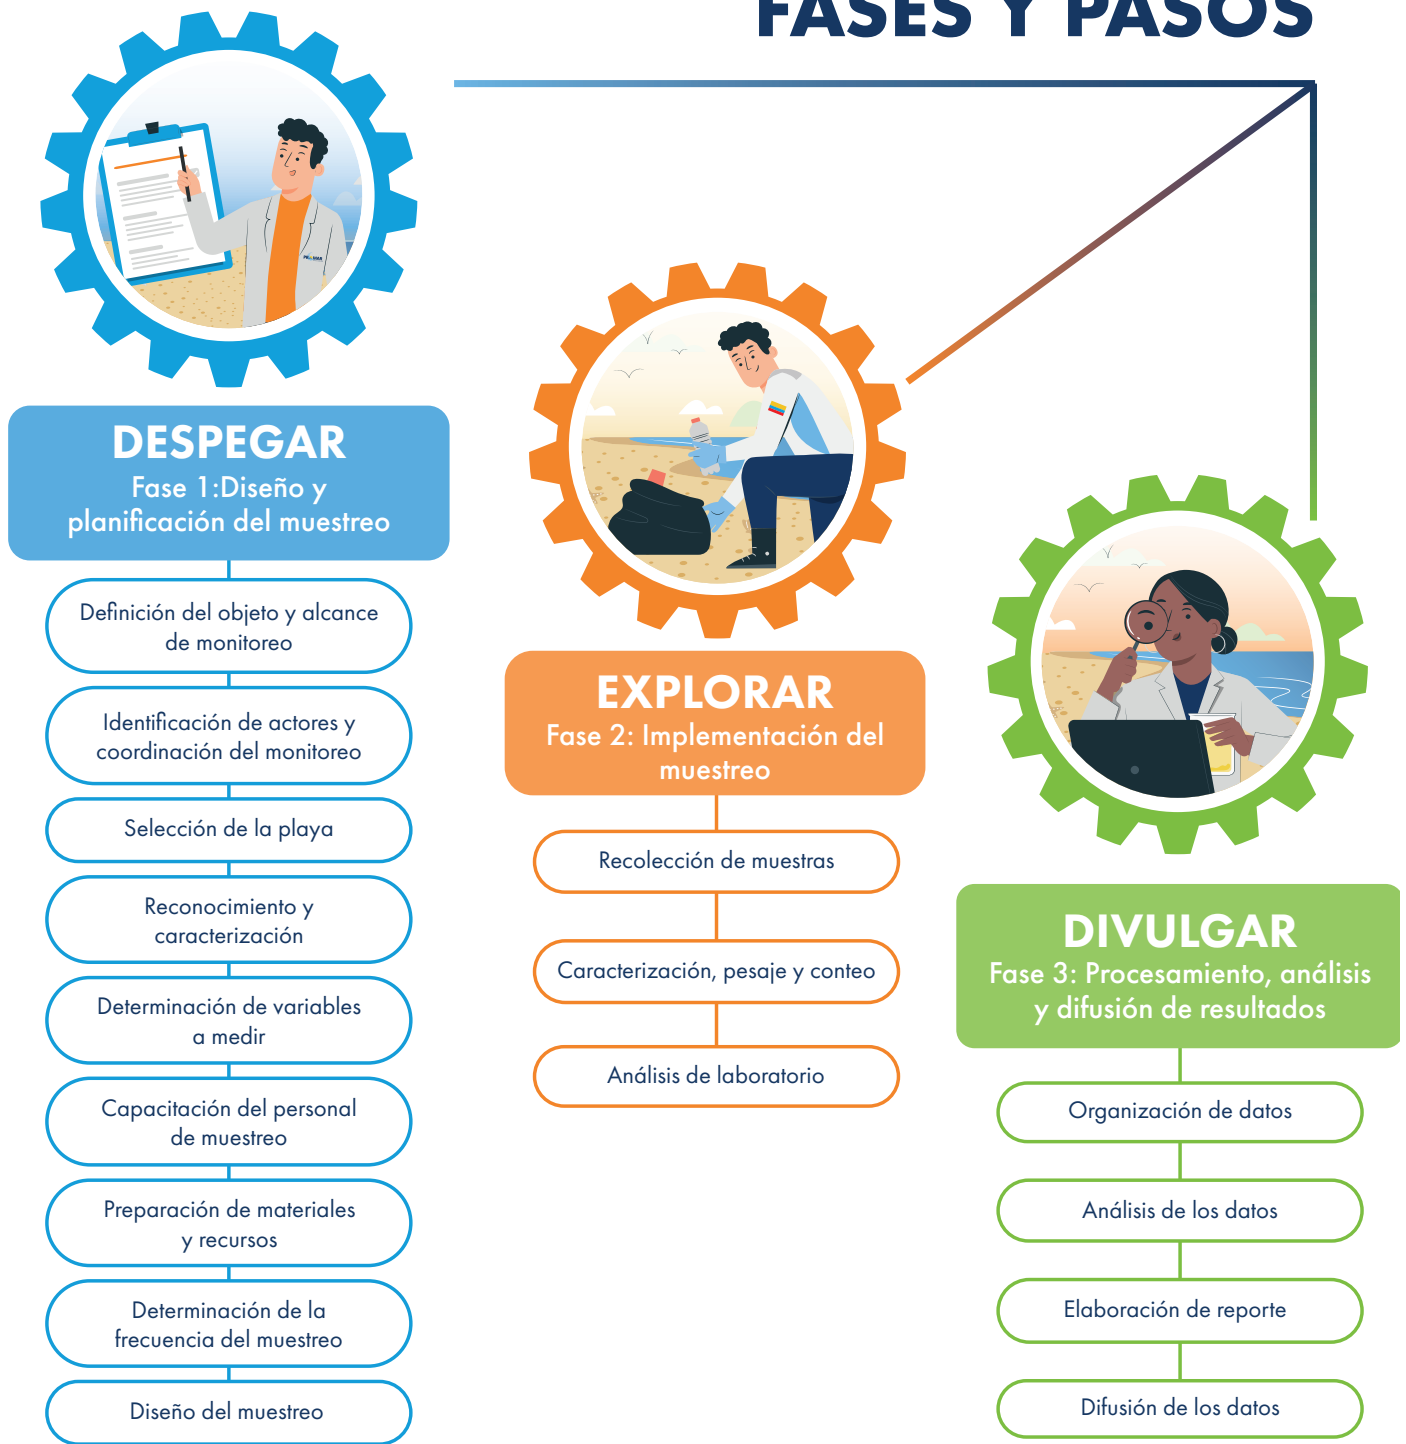 FASES Y PASOS
DESPEGAR
Fase 1:Diseño y
planificación del muestreo
Definición del objeto y alcance
de monitoreo
Identificación de actores y
coordinación del monitoreo
Selección de la playa
Reconocimiento y
caracterización
Determinación de variables
a medir
Capacitación del personal
de muestreo
Preparación de materiales
y recursos
Determinación de la
frecuencia del muestreo
Diseño del muestreo
EXPLORAR
Fase 2: Implementación del
muestreo
Recolección de muestras
Caracterización, pesaje y conteo
Análisis de laboratorio
DIVULGAR
Fase 3: Procesamiento, análisis
y difusión de resultados
Organización de datos
Análisis de los datos
Elaboración de reporte
Difusión de los datos